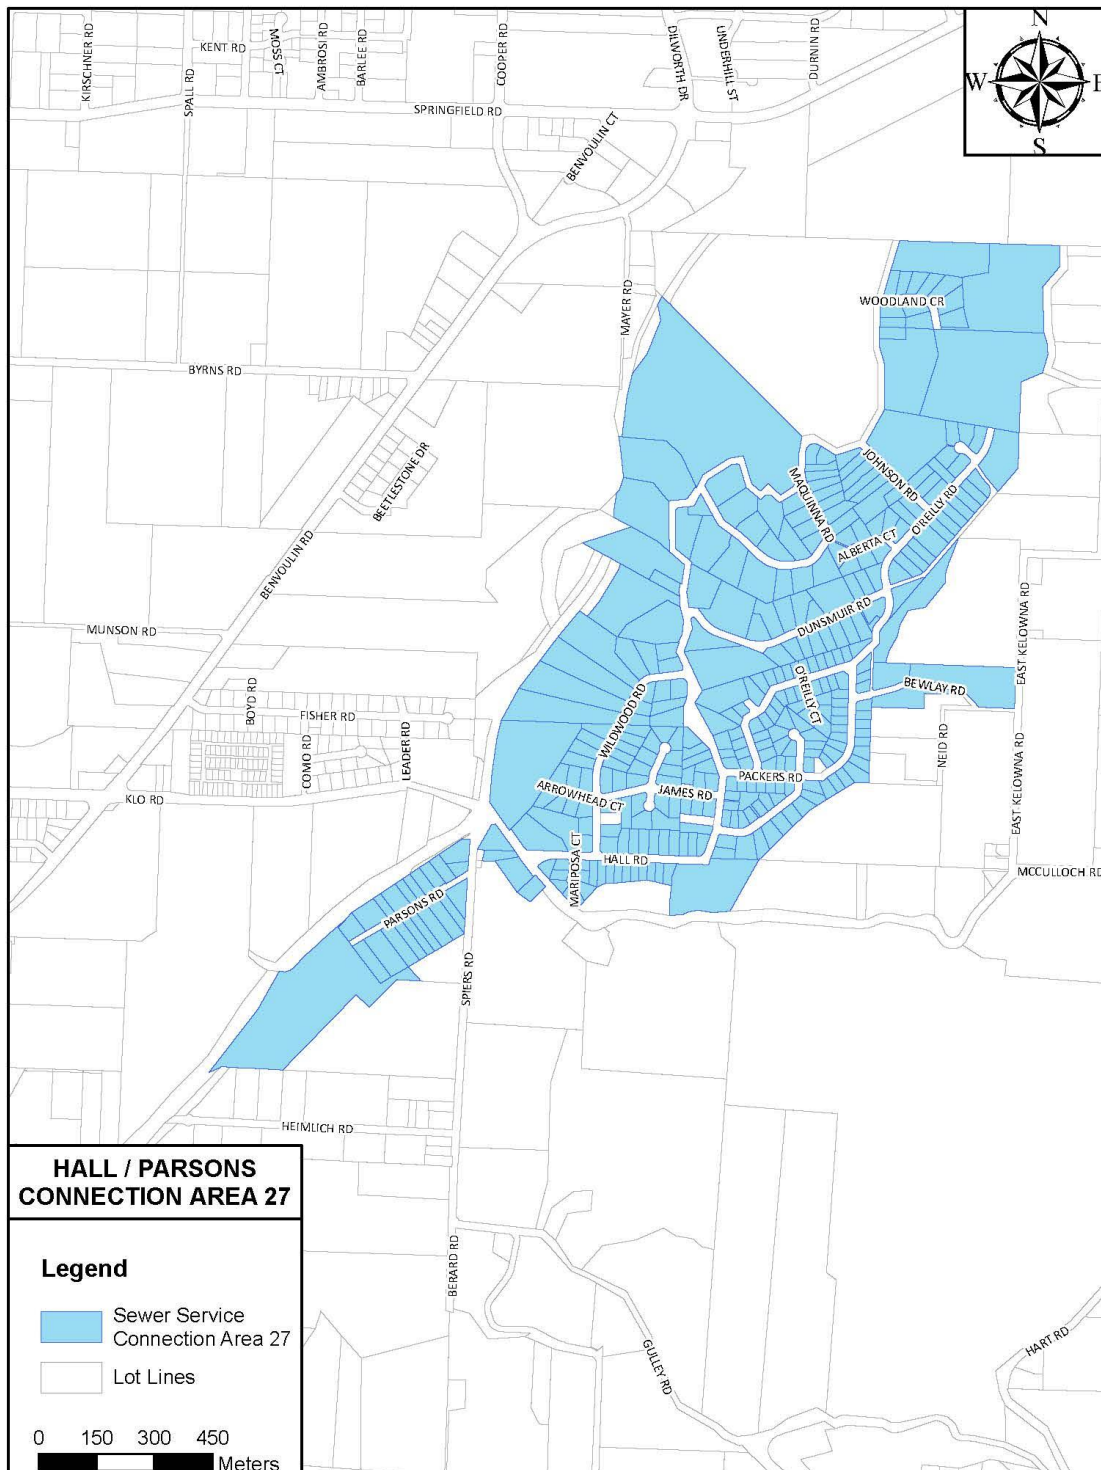 KIRSCHNER RD
KENT RD
SPALL RD
MOSS CT
AMBROSI RD
BARLEE RD
COOPER RD
SPRINGFIELD RD
DILWORTH DR
UNDERHILL ST
DURNIN RD
N
W
E
S
BENVOULIN CT
MAYER RD
WOODLAND CR
BYRNS RD
BEETLESTONE DR
BENVOULIN RD
JOHNSON RD
MAQUINNA RD
O'REILLY RD
ALBERTA CT
DUNSMUIR RD
MUNSON RD
EAST KELOWNA RD
BOYD RD
FISHER RD
COMO RD
LEADER RD
WILDWOOD RD
O'REILLY CT
BEWLAY RD
NEID RD
EAST KELOWNA RD
KLO RD
PACKERS RD
ARROWHEAD CT
JAMES RD
HALL RD
MARIPOSA CT
MCCULLOCH RD
PARSONS RD
SPIERS RD
HEIMLICH RD
BERARD RD
GULLEY RD
HART RD
HALL / PARSONS
CONNECTION AREA 27
Legend
Sewer Service
Connection Area 27
Lot Lines
0 150 300 450
Meters